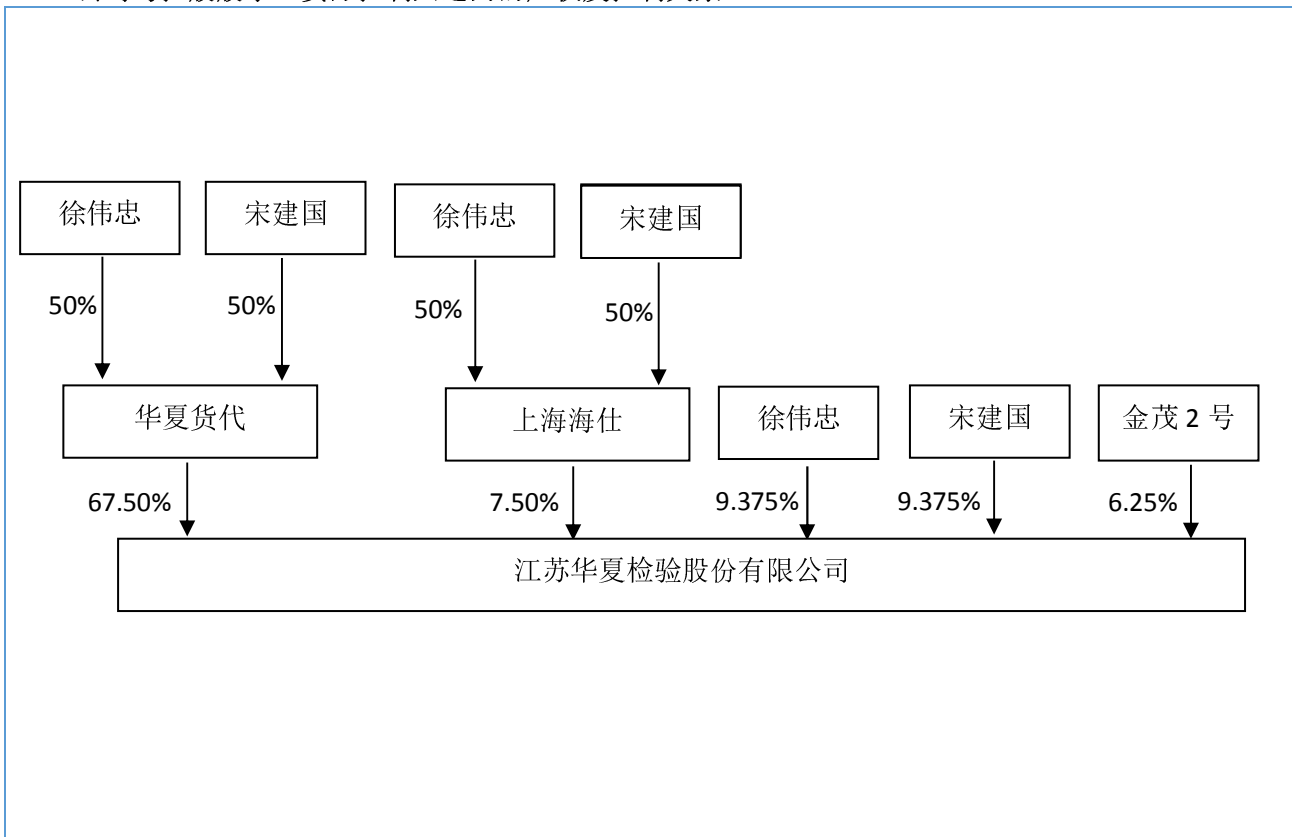 徐伟忠
宋建国
徐伟忠
宋建国
50%
50%
50%
50%
华夏货代
上海海仕
徐伟忠
宋建国
金茂 2 号
67.50%
7.50%
9.375%
9.375%
6.25%
江苏华夏检验股份有限公司